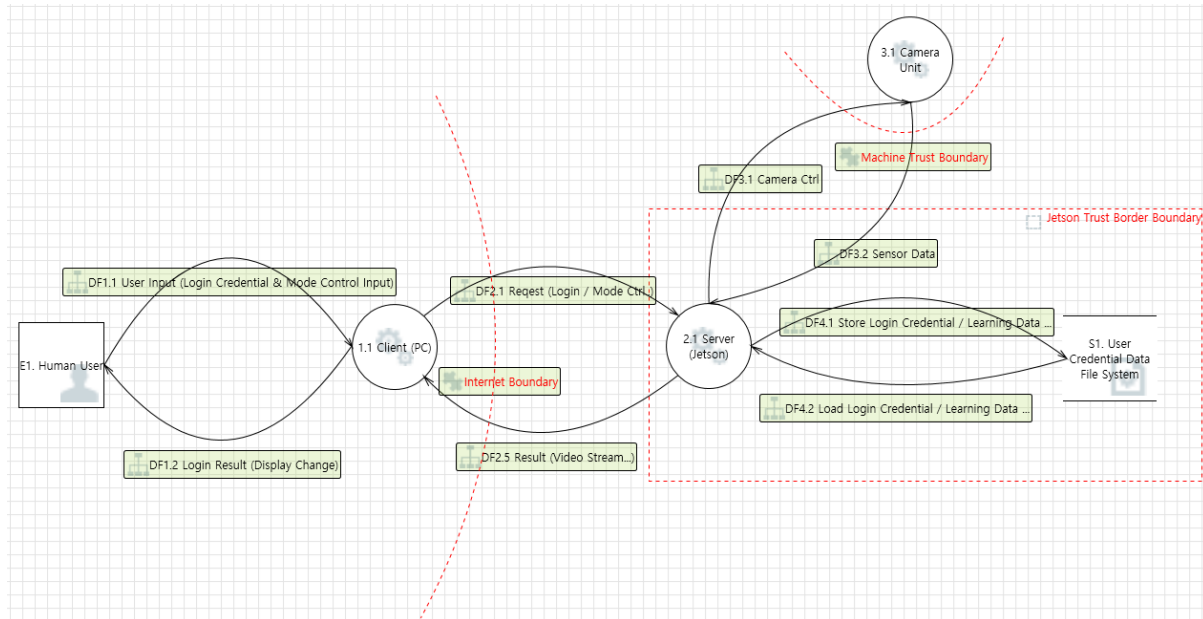 3.1 Camera
Unit
Machine Trust Boundary
DF3.1 Camera Ctrl
Jetson Trust Border Boundary
DF3.2 Sensor Data
DF1.1 User Input (Login Credential & Mode Control Input)
DF2.1 Reqest (Login / Mode Ctrl.)
DF4.1 Store Login Credential / Learning Data ...
E1. Human User
1.1 Client (PC)
2.1 Server
(Jetson)
S1. User
Credential Data
File System
Internet Boundary
DF4.2 Load Login Credential / Learning Data ...
DF1.2 Login Result (Display Change)
DF2.5 Result (Video Stream...)